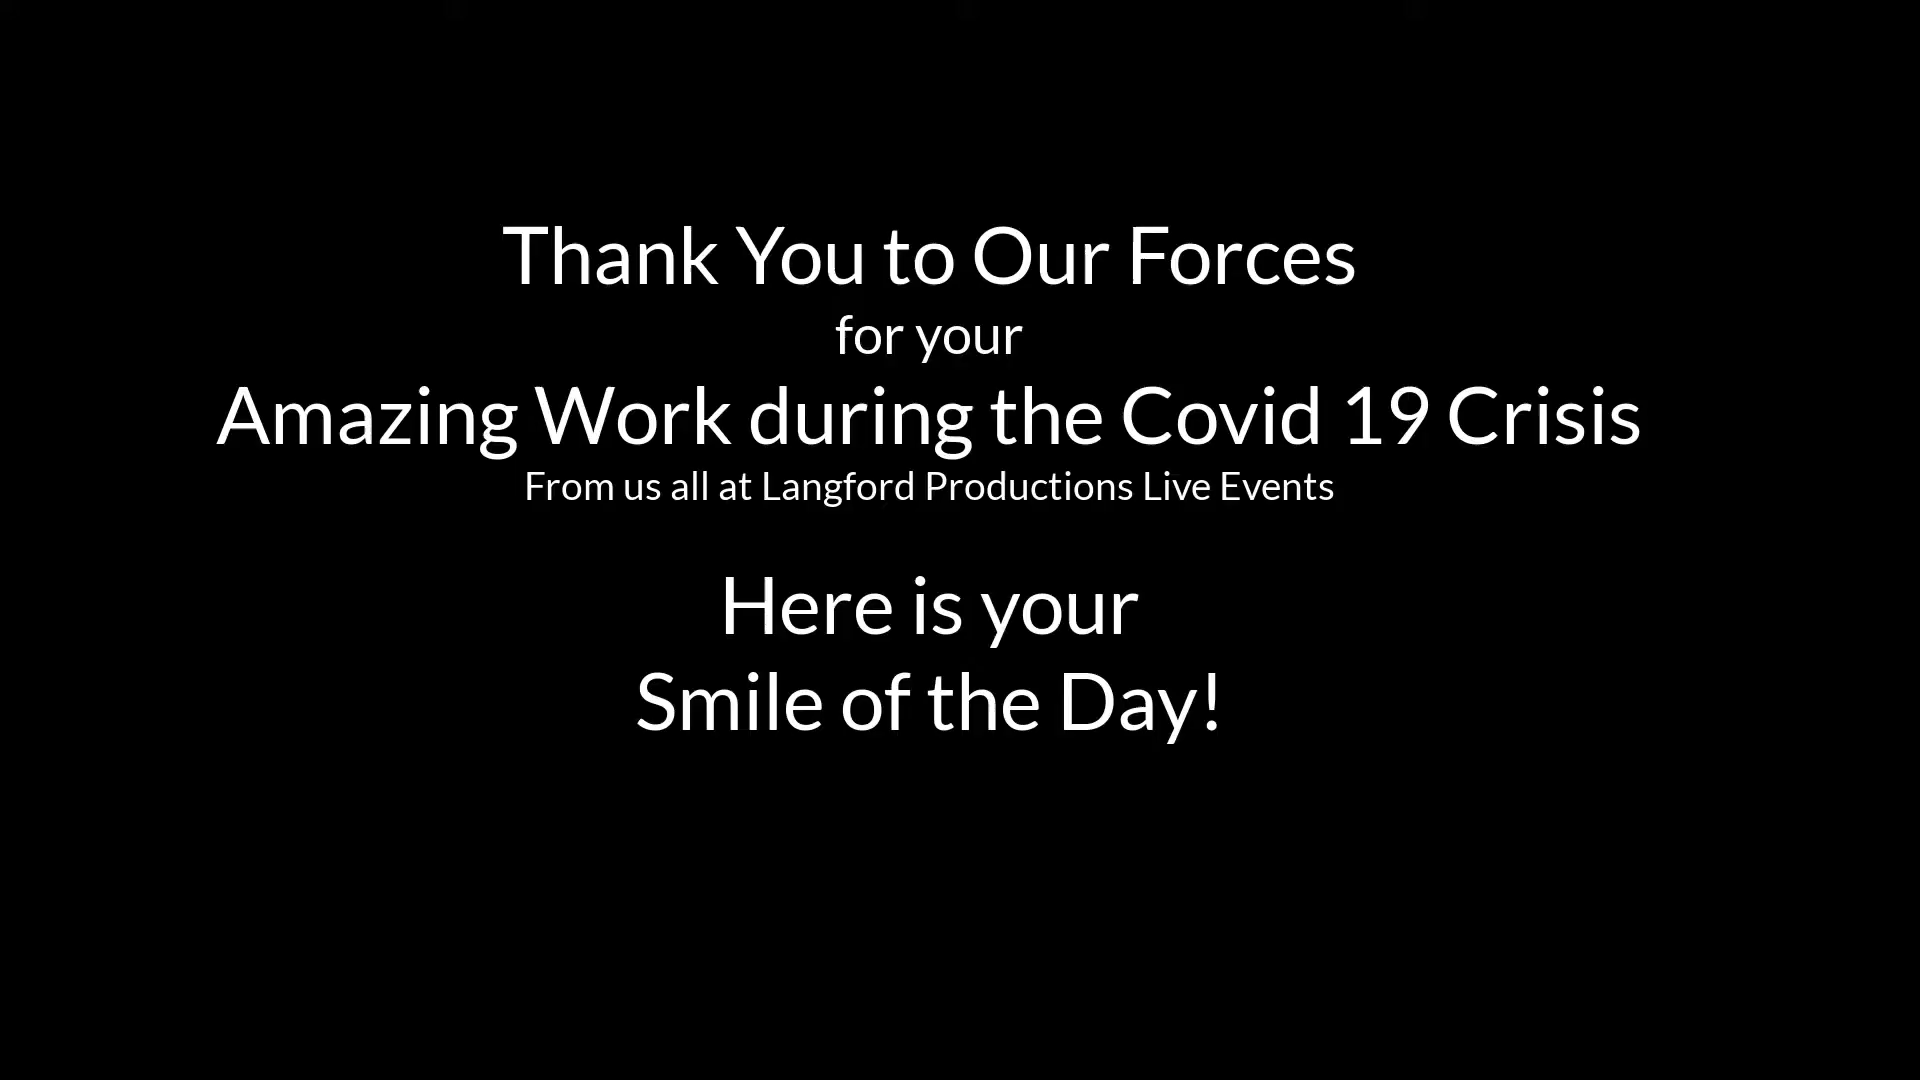 Thank You to Our Forces
for your
Amazing Work during the Covid 19 Crisis
From us all at Langford Productions Live Events
Here is your
Smile of the Day!